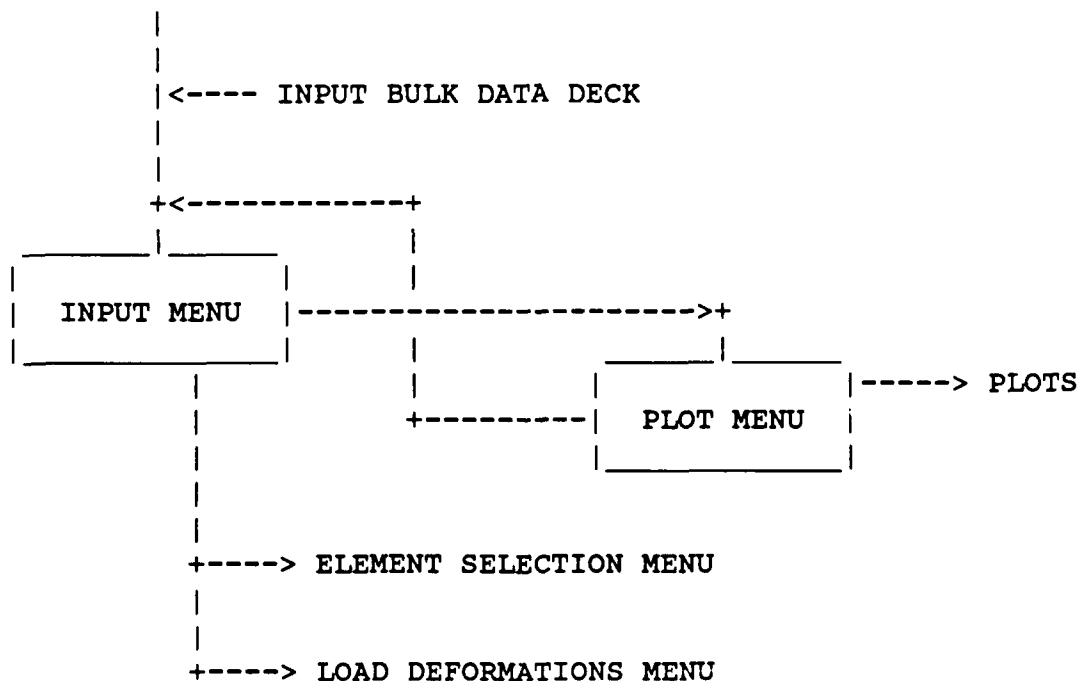 INPUT BULK DATA DECK
INPUT MENU
PLOTS
PLOT MENU
ELEMENT SELECTION MENU
LOAD DEFORMATIONS MENU